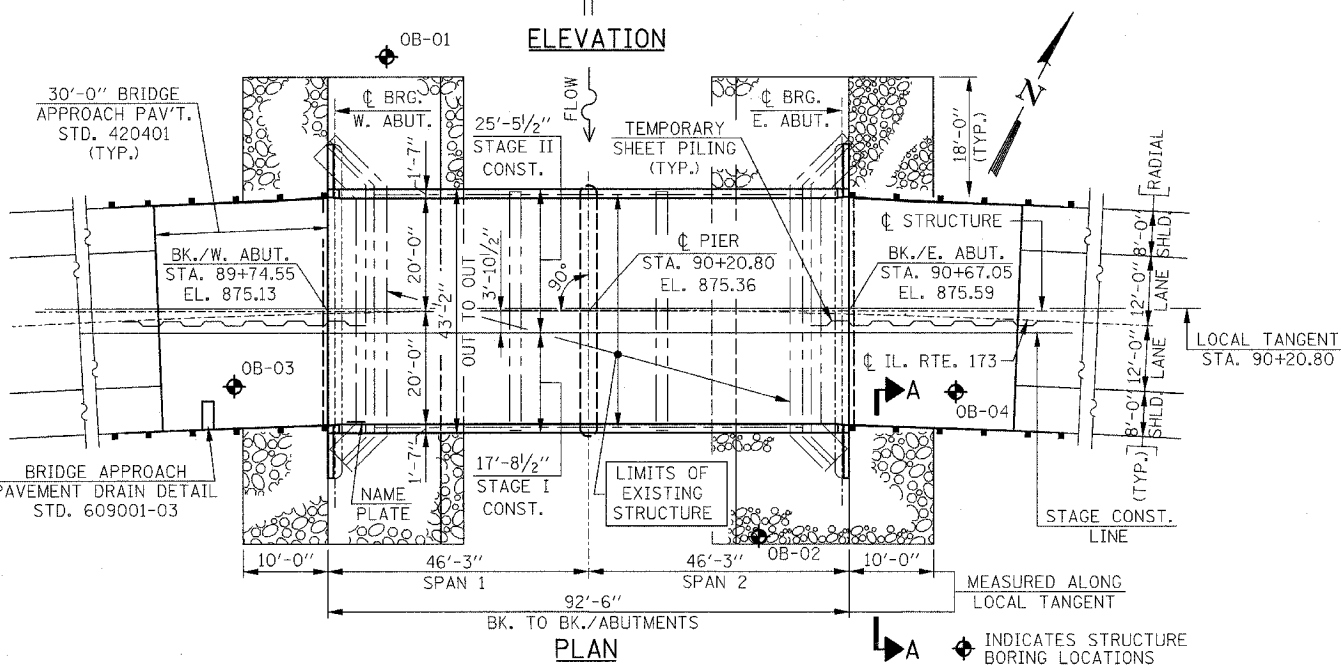 ELEVATION
OB-01
30'-0" BRIDGE
APPROACH PAV'T.
STD. 420401
(TYP.)
℄ BRG.
W. ABUT.
25'-5 1/2"
STAGE II
CONST.
FLOW
TEMPORARY
SHEET PILING
(TYP.)
℄ BRG.
E. ABUT.
18'-0"
(TYP.)
N
1'-7"
[RADIAL
℄ STRUCTURE
8'-0"
SHLD.
BK./W. ABUT.
STA. 89+74.55
EL. 875.13
20'-0"
43'-2"
OUT TO OUT
3'-10 1/2"
90°
℄ PIER
STA. 90+20.80
EL. 875.36
BK./E. ABUT.
STA. 90+67.05
EL. 875.59
12'-0"
LANE
LOCAL TANGENT
STA. 90+20.80
℄ IL. RTE. 173
12'-0"
LANE
OB-03
20'-0"
A
OB-04
8'-0"
SHLD.
(TYP.)]
BRIDGE APPROACH
PAVEMENT DRAIN DETAIL
STD. 609001-03
1'-7"
NAME
PLATE
17'-8 1/2"
STAGE I
CONST.
LIMITS OF
EXISTING
STRUCTURE
OB-02
STAGE CONST.
LINE
10'-0"
46'-3"
SPAN 1
46'-3"
SPAN 2
10'-0"
MEASURED ALONG
LOCAL TANGENT
92'-6"
BK. TO BK./ABUTMENTS
PLAN
A
INDICATES STRUCTURE
BORING LOCATIONS